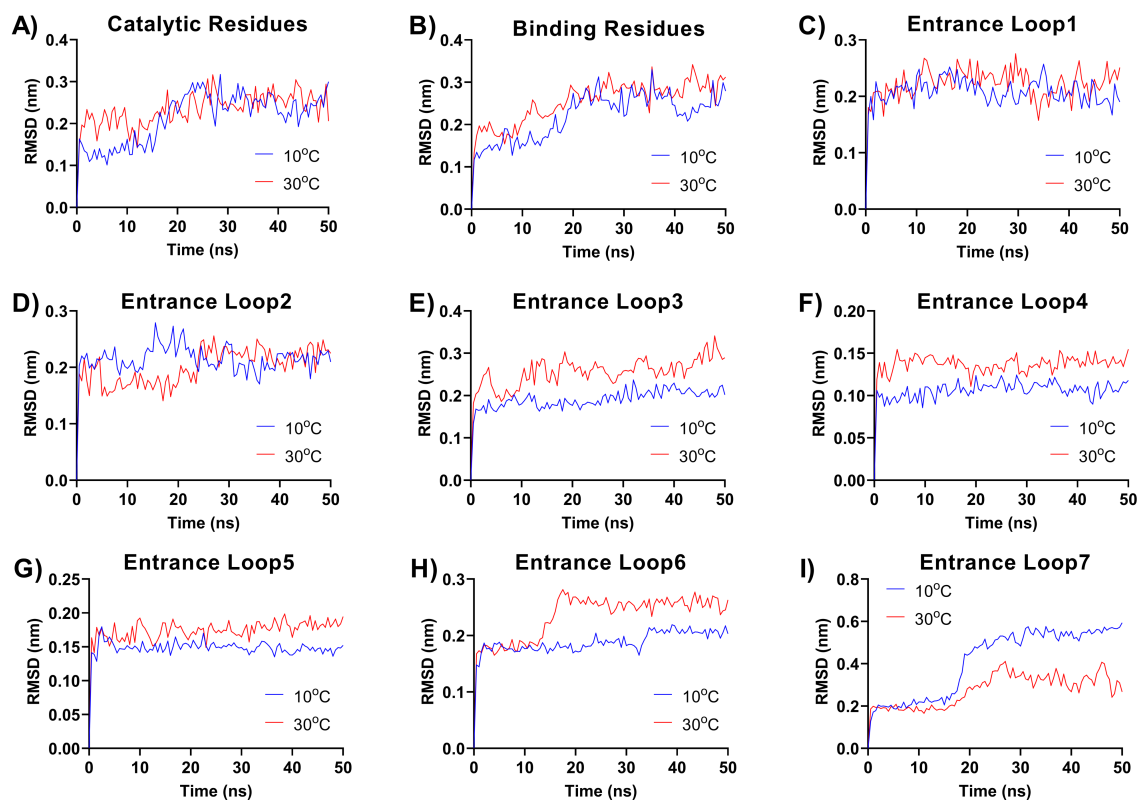 A)
Catalytic Residues
0.4
0.3
0.2
0.1
0.0
RMSD (nm)
10°C
30°C
0 10 20 30 40 50
Time (ns)
B)
Binding Residues
0.4
0.3
0.2
0.1
0.0
RMSD (nm)
10°C
30°C
0 10 20 30 40 50
Time (ns)
C)
Entrance Loop1
0.3
0.2
0.1
0.0
RMSD (nm)
10°C
30°C
0 10 20 30 40 50
Time (ns)
D)
Entrance Loop2
0.3
0.2
0.1
0.0
RMSD (nm)
10°C
30°C
0 10 20 30 40 50
Time (ns)
E)
Entrance Loop3
0.4
0.3
0.2
0.1
0.0
RMSD (nm)
10°C
30°C
0 10 20 30 40 50
Time (ns)
F)
Entrance Loop4
0.20
0.15
0.10
0.05
0.00
RMSD (nm)
10°C
30°C
0 10 20 30 40 50
Time (ns)
G)
Entrance Loop5
0.25
0.20
0.15
0.10
0.05
0.00
RMSD (nm)
10°C
30°C
0 10 20 30 40 50
Time (ns)
H)
Entrance Loop6
0.3
0.2
0.1
0.0
RMSD (nm)
10°C
30°C
0 10 20 30 40 50
Time (ns)
I)
Entrance Loop7
0.8
0.6
0.4
0.2
0.0
RMSD (nm)
10°C
30°C
0 10 20 30 40 50
Time (ns)